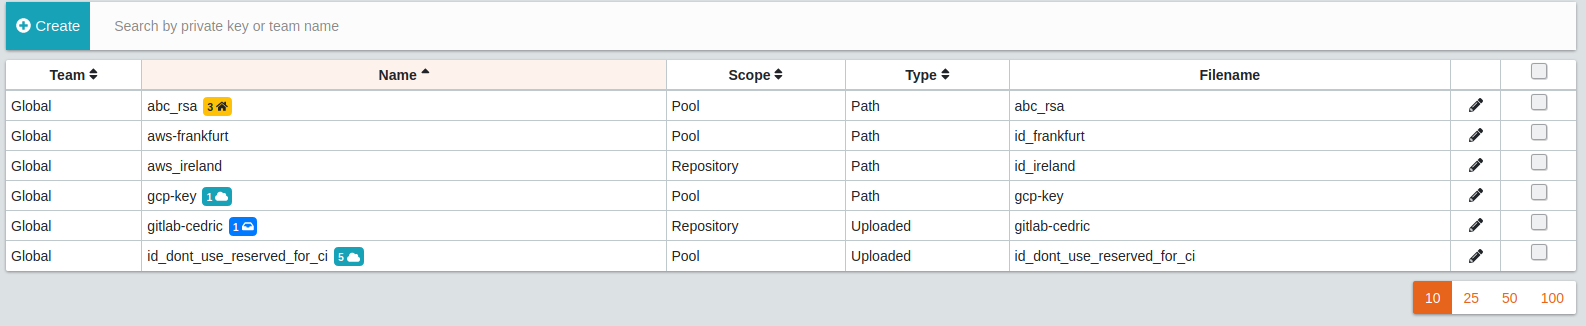 Create Search by private key or team name
Team Name Scope Type Filename
Global abc_rsa 3 Pool Path abc_rsa
Global aws-frankfurt Pool Path id_frankfurt
Global aws_ireland Repository Path id_ireland
Global gcp-key 1 Pool Path gcp-key
Global gitlab-cedric 1 Repository Uploaded gitlab-cedric
Global id_dont_use_reserved_for_ci 5 Pool Uploaded id_dont_use_reserved_for_ci
10 25 50 100